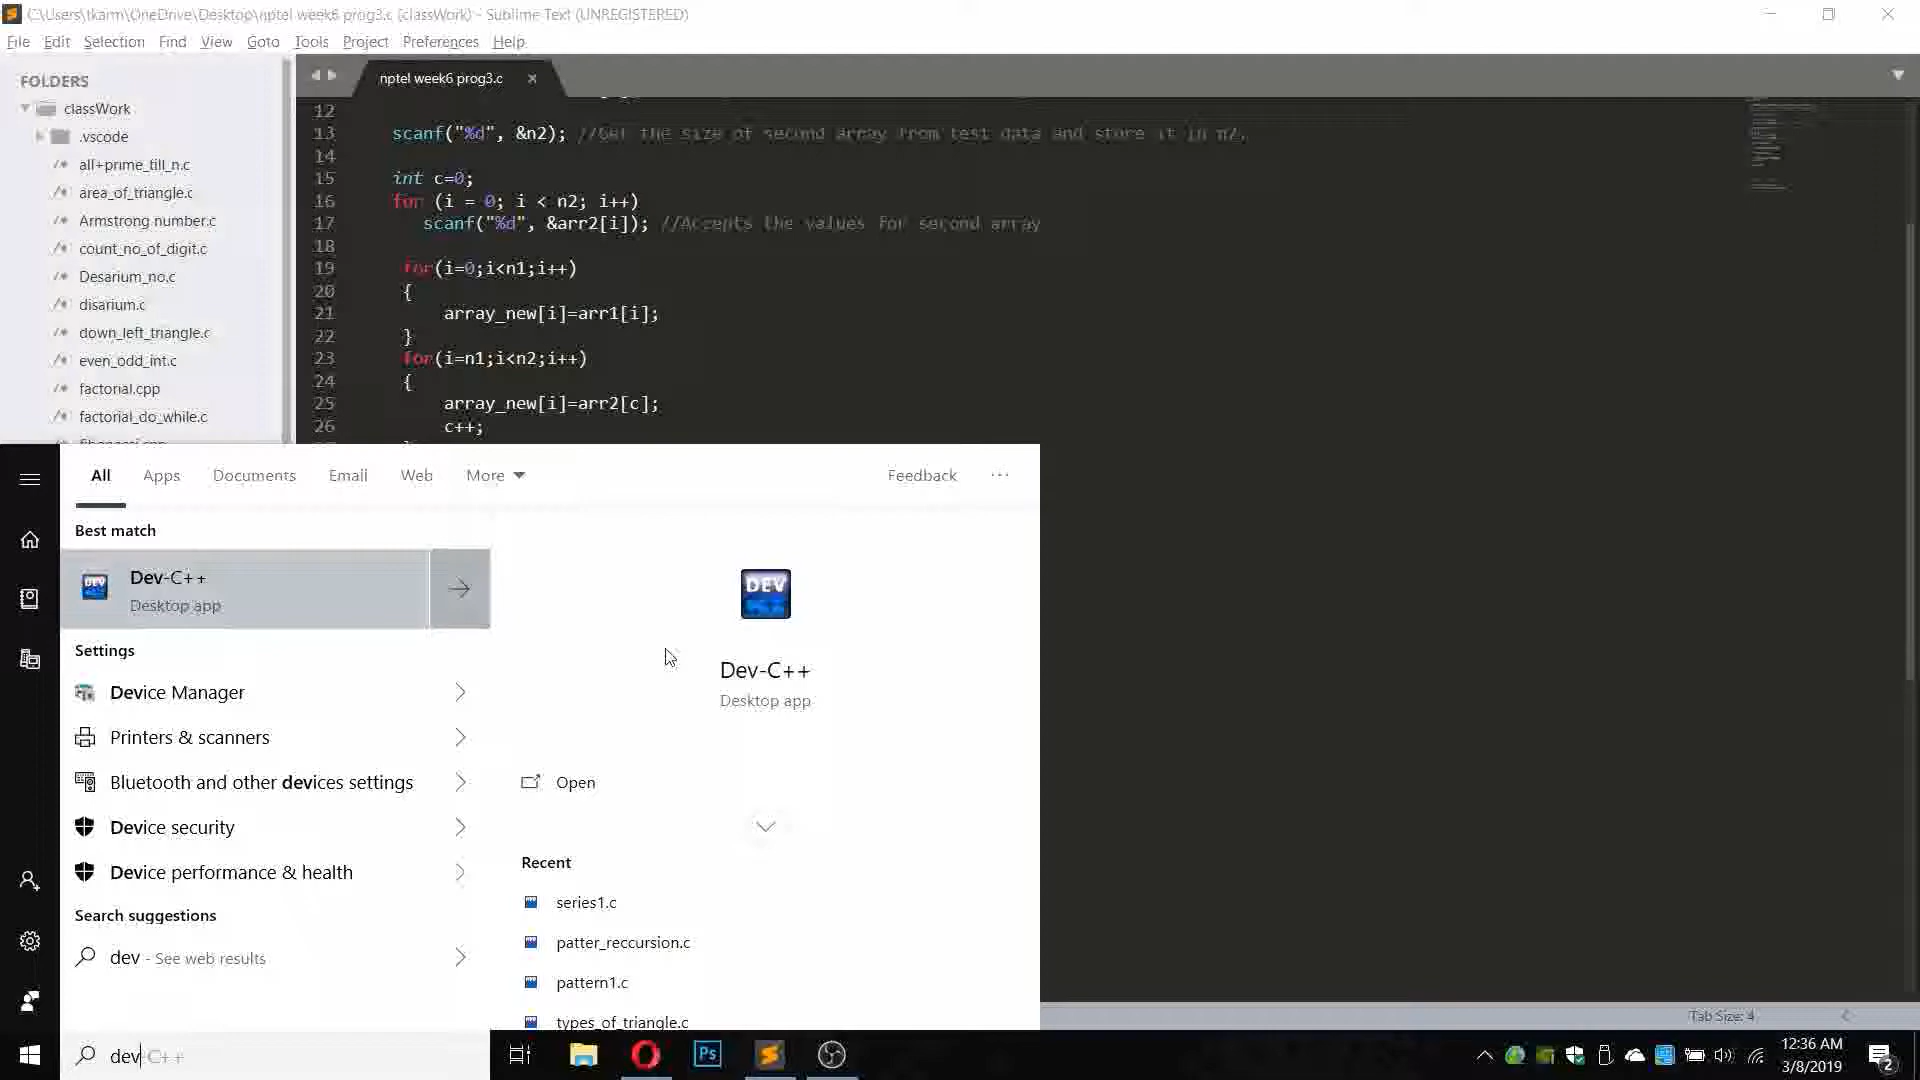 C:\Users\tkarm\OneDrive\Desktop\nptel week6 prog3.c (classWork) - Sublime Text (UNREGISTERED)
File Edit Selection Find View Goto Tools Project Preferences Help
FOLDERS
classWork
.vscode
all+prime_till_n.c
area_of_triangle.c
Armstrong number.c
count_no_of_digit.c
Desarium_no.c
disarium.c
down_left_triangle.c
even_odd_int.c
factorial.cpp
factorial_do_while.c
nptel week6 prog3.c ×
12
13 scanf("%d", &n2); //Get the size of second array from test data and store it in n2.
14
15 int c=0;
16 for (i = 0; i < n2; i++)
17 scanf("%d", &arr2[i]); //Accepts the values for second array
18
19 for(i=0;i<n1;i++)
20 {
21 array_new[i]=arr1[i];
22 }
23 for(i=n1;i<n2;i++)
24 {
25 array_new[i]=arr2[c];
26 c++;
All Apps Documents Email Web More Feedback ...
Best match
DEV
Dev-C++
Desktop app
Settings
Device Manager
Printers & scanners
Bluetooth and other devices settings
Device security
Device performance & health
Search suggestions
dev - See web results
DEV
Dev-C++
Desktop app
Open
Recent
series1.c
patter_reccursion.c
pattern1.c
types_of_triangle.c
Tab Size: 4
C
dev-C++
Ps
12:36 AM
3/8/2019
2